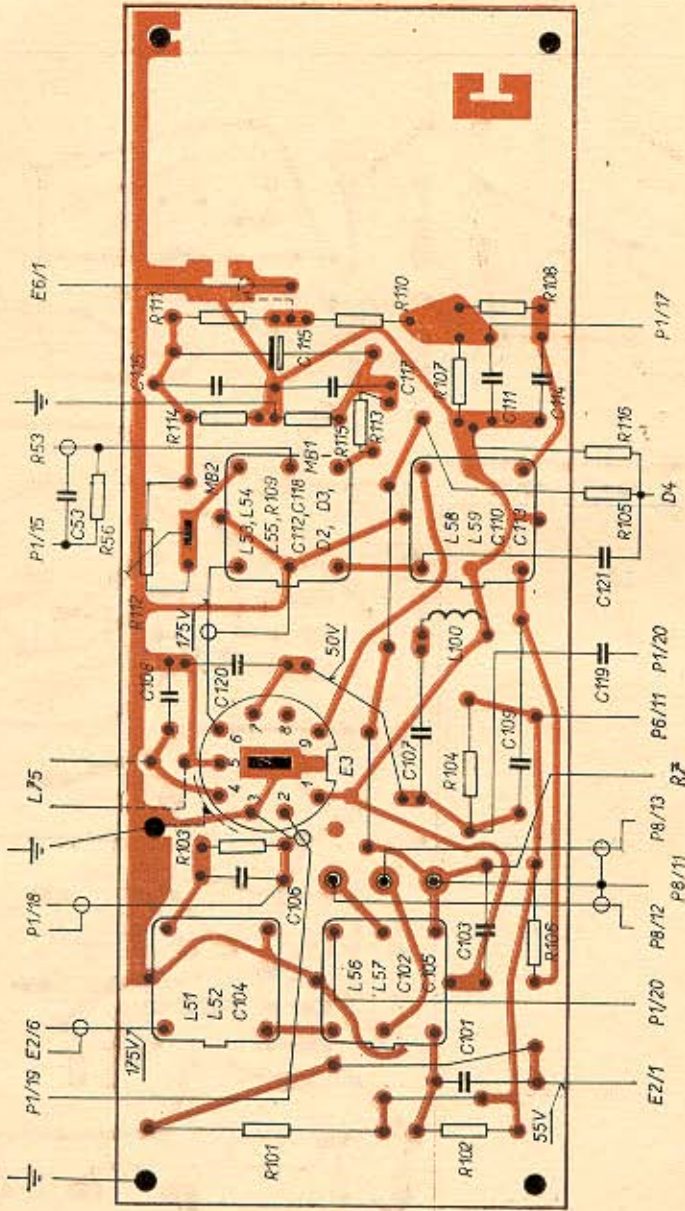 E6/1
R53
P1/15
C53
R56
R111
C115
R110
R108
P1/17
R107
C111
C114
C117
R113
R115
R114
MB1
MB2
L53, L54
L55, R109
C112, C118
D2, D3,
R112
175V
L58
L59
C110
C113
R116
R105
D4
C121
C119
P1/20
P6/11
C108
C120
50V
L100
C107
R104
C109
L75
1
2
3
4
5
6
7
8
9
E3
R103
C106
P1/18
E2/6
P1/19
L51
L52
C104
175V
L56
L57
C102
C105
C103
R106
P8/13
P8/11
P8/12
P1/20
C101
E2/1
55V
R101
R102